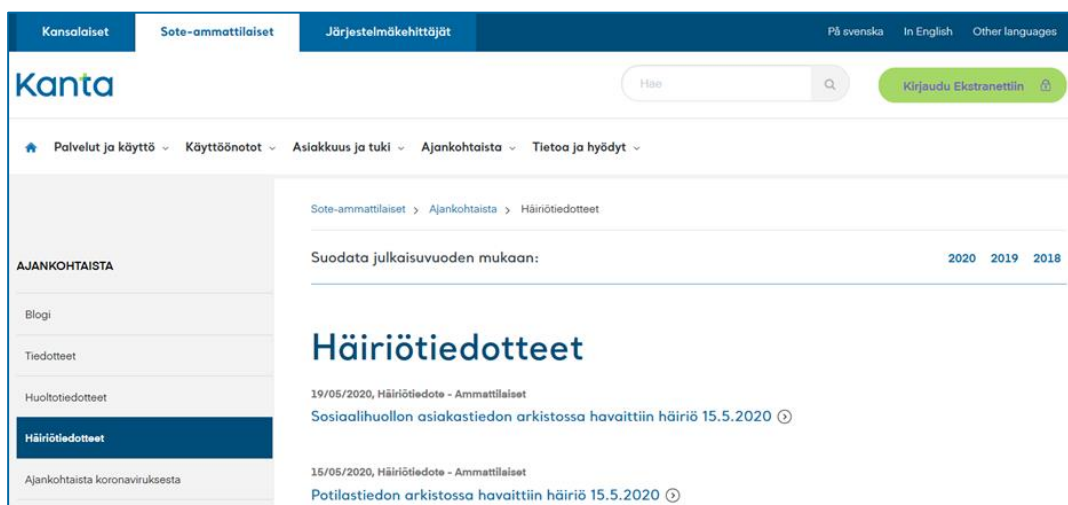 Kansalaiset Sote-ammattilaiset Järjestelmäkehittäjät På svenska In English Other languages
Kanta Hae Kirjaudu Ekstranettiin
Palvelut ja käyttö Käyttöönotot Asiakkuus ja tuki Ajankohtaista Tietoa ja hyödyt
Sote-ammattilaiset > Ajankohtaista > Häiriötiedotteet
AJANKOHTAISTA
Suodata julkaisuvuoden mukaan: 2020 2019 2018
Blogi
Tiedotteet
Huoltotiedotteet
Häiriötiedotteet
Ajankohtaista koronaviruksesta
Häiriötiedotteet
19/05/2020, Häiriötiedote - Ammattilaiset
Sosiaalihuollon asiakastiedon arkistossa havaittiin häiriö 15.5.2020
15/05/2020, Häiriötiedote - Ammattilaiset
Potilastiedon arkistossa havaittiin häiriö 15.5.2020